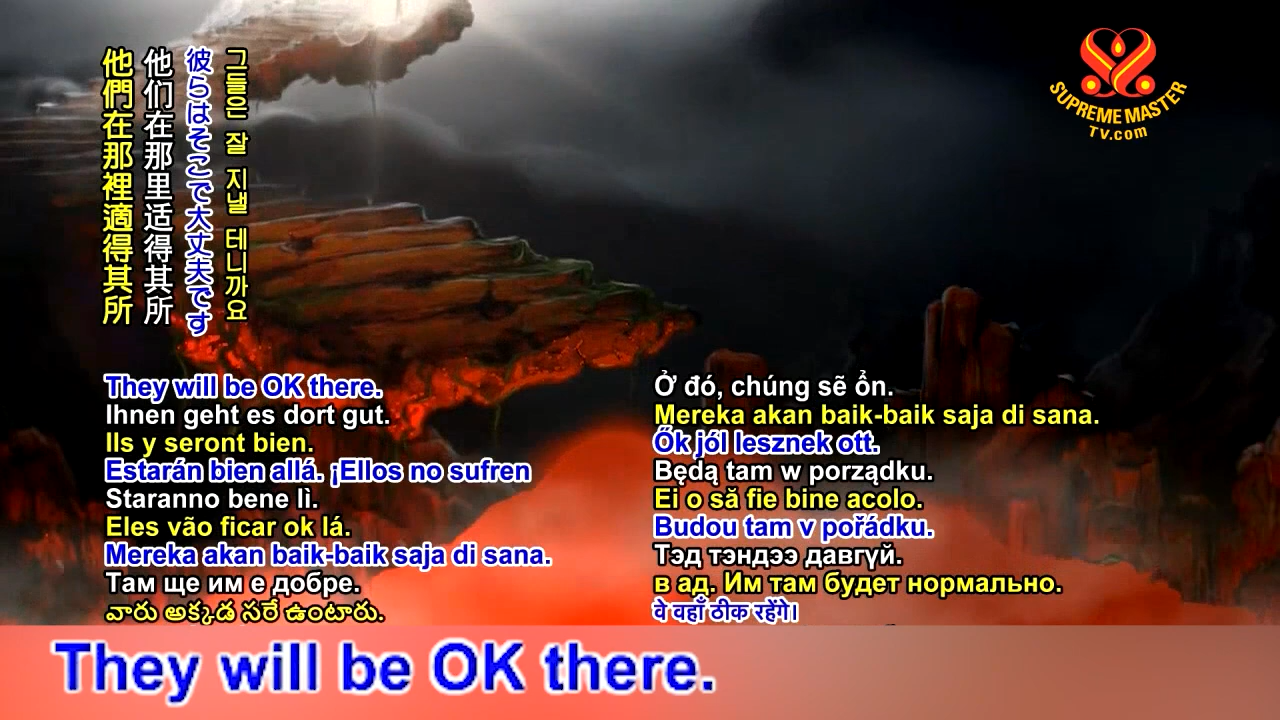 他們在那裡適得其所
他们在那里适得其所
彼らはそこで大丈夫です
그들은 잘 지낼 테니까요
SUPREME MASTER
TV.com
They will be OK there.
Ihnen geht es dort gut.
Ils y seront bien.
Estarán bien allá. ¡Ellos no sufren
Staranno bene lì.
Eles vão ficar ok lá.
Mereka akan baik-baik saja di sana.
Там ще им е добре.
వారు అక్కడ సరే ఉంటారు.
Ở đó, chúng sẽ ổn.
Mereka akan baik-baik saja di sana.
Ők jól lesznek ott.
Będą tam w porządku.
Ei o să fie bine acolo.
Budou tam v pořádku.
Тэд тэндээ давгүй.
в ад. Им там будет нормально.
वे वहाँ ठीक रहेंगे।
They will be OK there.